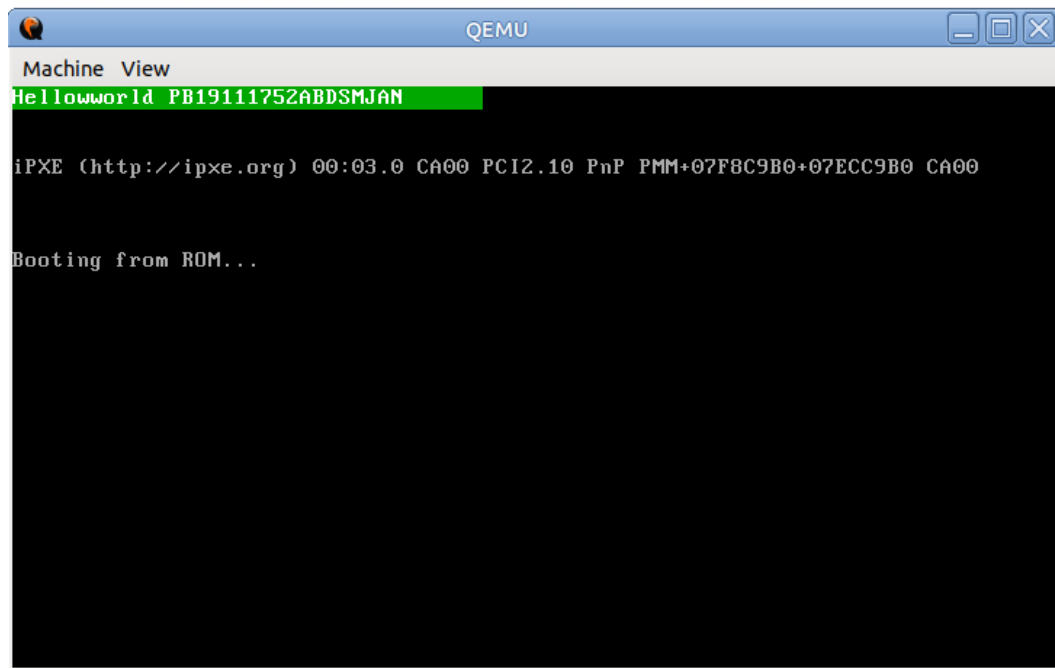 QEMU
Machine View
Hellowworld PB19111752ABDSMJAN
iPXE (http://ipxe.org) 00:03.0 CA00 PCI2.10 PnP PMM+07F8C9B0+07ECC9B0 CA00
Booting from ROM...